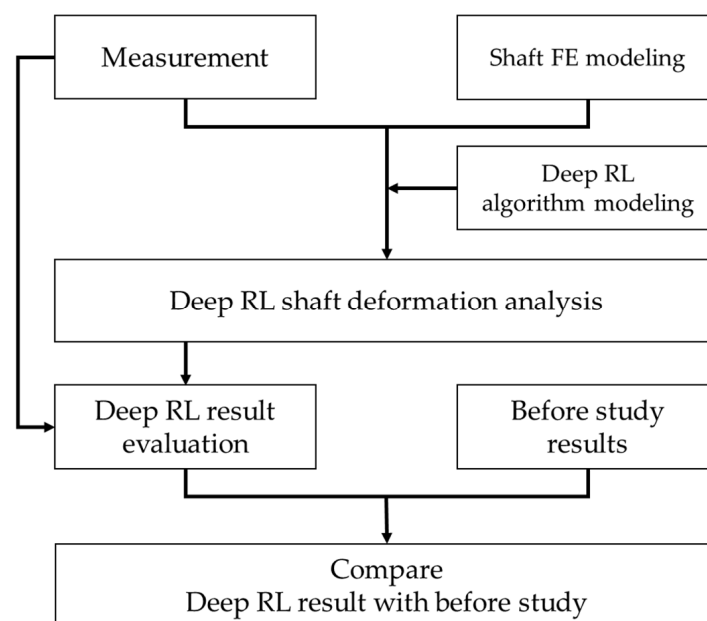 Measurement
Shaft FE modeling
Deep RL
algorithm modeling
Deep RL shaft deformation analysis
Deep RL result
evaluation
Before study
results
Compare
Deep RL result with before study